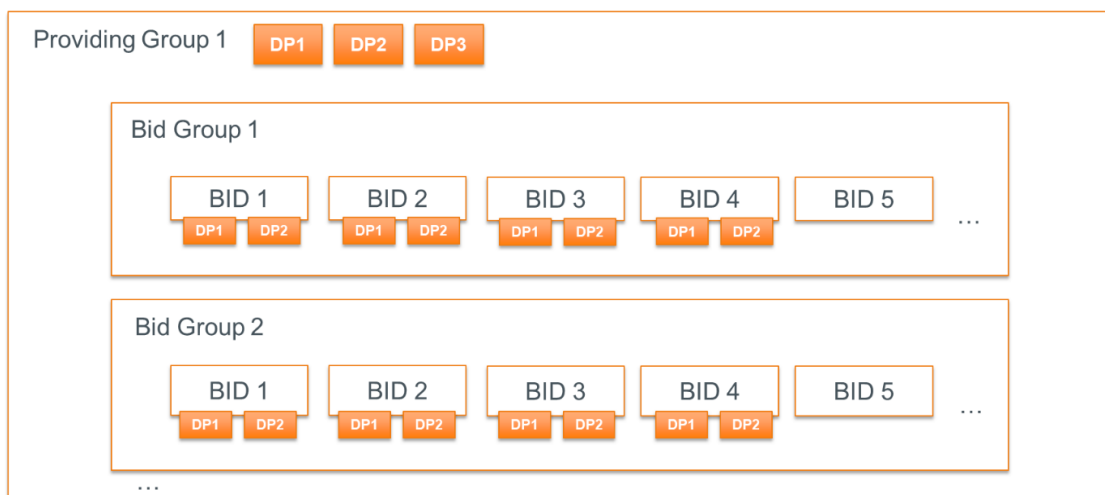 Providing Group 1 DP1 DP2 DP3
Bid Group 1
BID 1 BID 2 BID 3 BID 4 BID 5
DP1 DP2 DP1 DP2 DP1 DP2 DP1 DP2 ...
Bid Group 2
BID 1 BID 2 BID 3 BID 4 BID 5
DP1 DP2 DP1 DP2 DP1 DP2 DP1 DP2 ...
...